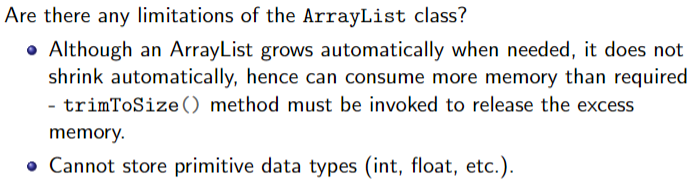 Are there any limitations of the ArrayList class?
• Although an ArrayList grows automatically when needed, it does not
shrink automatically, hence can consume more memory than required
- trimToSize() method must be invoked to release the excess
memory.
• Cannot store primitive data types (int, float, etc.).